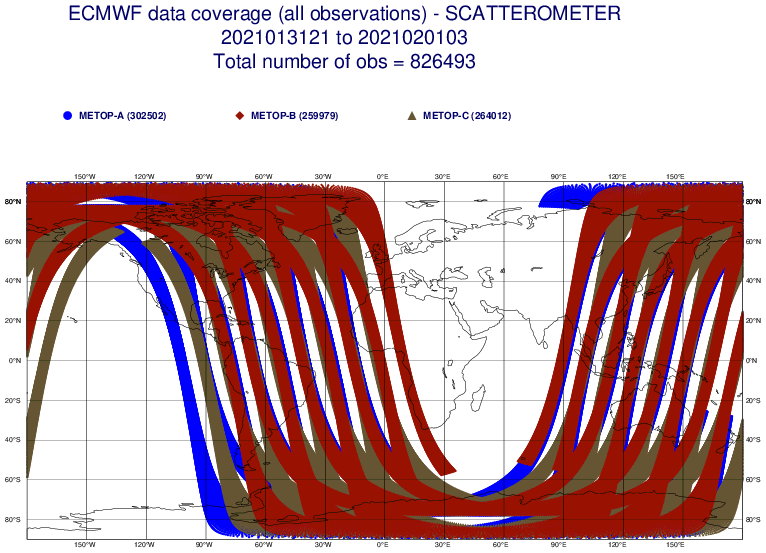 ECMWF data coverage (all observations) - SCATTEROMETER
2021013121 to 2021020103
Total number of obs = 826493
METOP-A (302502) METOP-B (259979) METOP-C (264012)
150°W 120°W 90°W 60°W 30°W 0°E 30°E 60°E 90°E 120°E 150°E
80°N 80°N
60°N 60°N
40°N 40°N
20°N 20°N
0°N 0°N
20°S 20°S
40°S 40°S
60°S 60°S
80°S 80°S
150°W 120°W 90°W 60°W 30°W 0°E 30°E 60°E 90°E 120°E 150°E